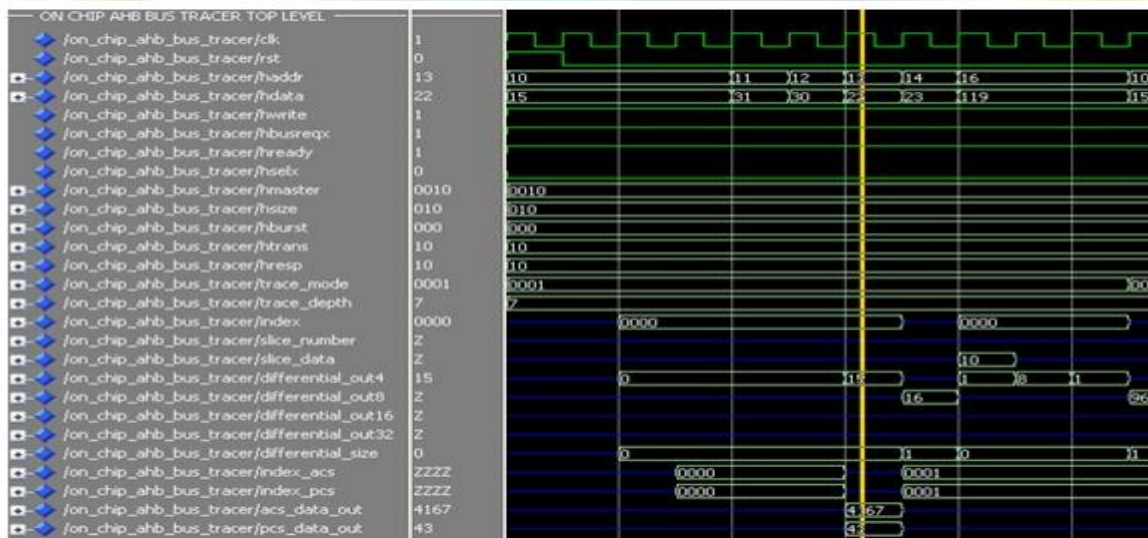 ON CHIP AHB BUS TRACER TOP LEVEL
/on_chip_ahb_bus_tracer/clk 1
/on_chip_ahb_bus_tracer/rst 0
/on_chip_ahb_bus_tracer/haddr 13 10 11 12 13 14 16 10
/on_chip_ahb_bus_tracer/hdata 22 15 31 30 22 23 119 15
/on_chip_ahb_bus_tracer/hwrite 1
/on_chip_ahb_bus_tracer/hbusreqx 1
/on_chip_ahb_bus_tracer/hready 1
/on_chip_ahb_bus_tracer/hselx 0
/on_chip_ahb_bus_tracer/hmaster 0010 0010
/on_chip_ahb_bus_tracer/hsize 010 010
/on_chip_ahb_bus_tracer/hburst 000 000
/on_chip_ahb_bus_tracer/htrans 10 10
/on_chip_ahb_bus_tracer/hresp 10 10
/on_chip_ahb_bus_tracer/trace_mode 0001 0001 00
/on_chip_ahb_bus_tracer/trace_depth 7 7
/on_chip_ahb_bus_tracer/index 0000 0000 0000
/on_chip_ahb_bus_tracer/slice_number Z
/on_chip_ahb_bus_tracer/slice_data Z 10
/on_chip_ahb_bus_tracer/differential_out4 15 0 15 1 8 1
/on_chip_ahb_bus_tracer/differential_out8 Z 16 96
/on_chip_ahb_bus_tracer/differential_out16 Z
/on_chip_ahb_bus_tracer/differential_out32 Z
/on_chip_ahb_bus_tracer/differential_size 0 0 1 0 1
/on_chip_ahb_bus_tracer/index_acs ZZZZ 0000 0001
/on_chip_ahb_bus_tracer/index_pcs ZZZZ 0000 0001
/on_chip_ahb_bus_tracer/acs_data_out 4167 4167
/on_chip_ahb_bus_tracer/pcs_data_out 43 43